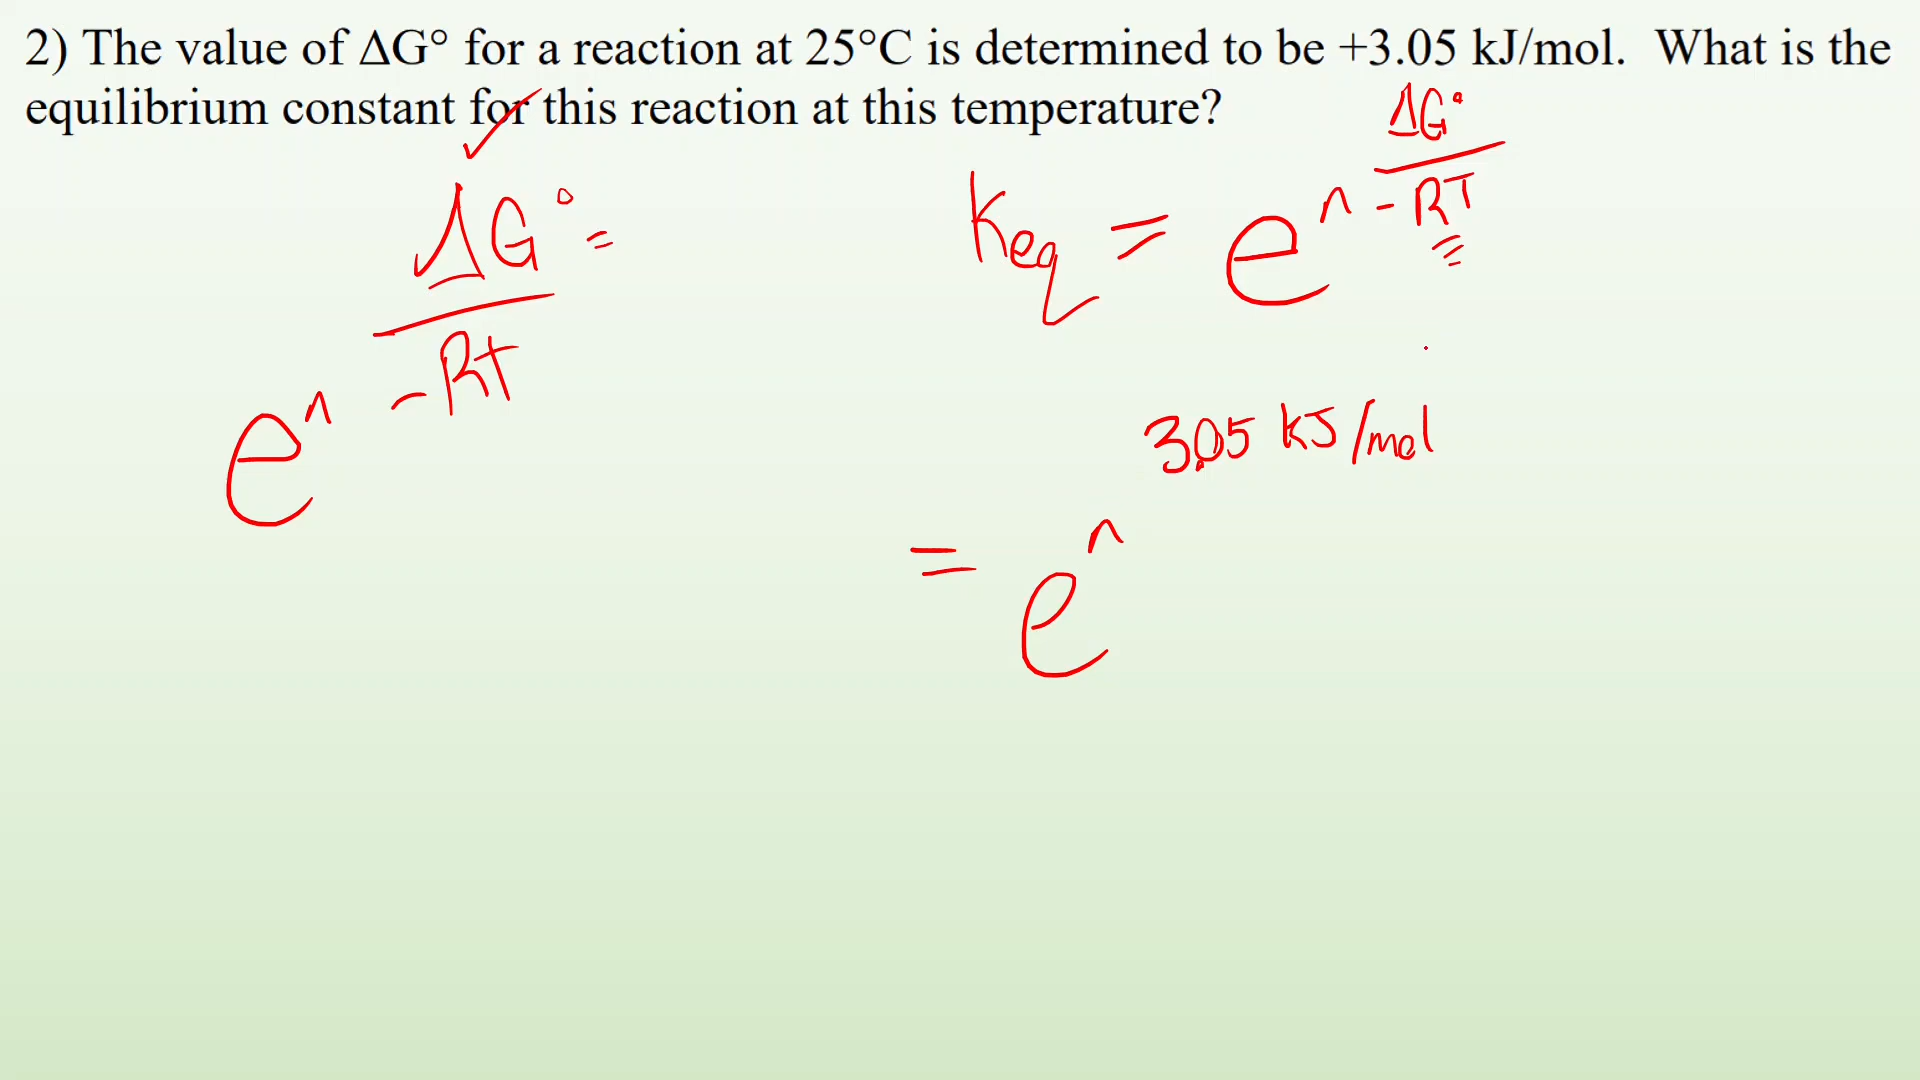 2) The value of ΔG° for a reaction at 25°C is determined to be +3.05 kJ/mol. What is the
equilibrium constant for this reaction at this temperature?
ΔG° =
-RT
e^
Keq = e^ ΔG°
-RT
3.05 kJ/mol
= e^